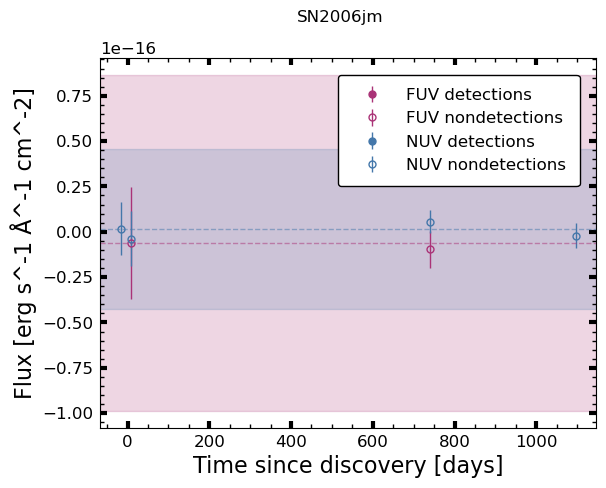 SN2006jm
1e−16
0.75
0.50
0.25
0.00
−0.25
−0.50
−0.75
−1.00
Flux [erg s^-1 Å^-1 cm^-2]
FUV detections
FUV nondetections
NUV detections
NUV nondetections
0 200 400 600 800 1000
Time since discovery [days]